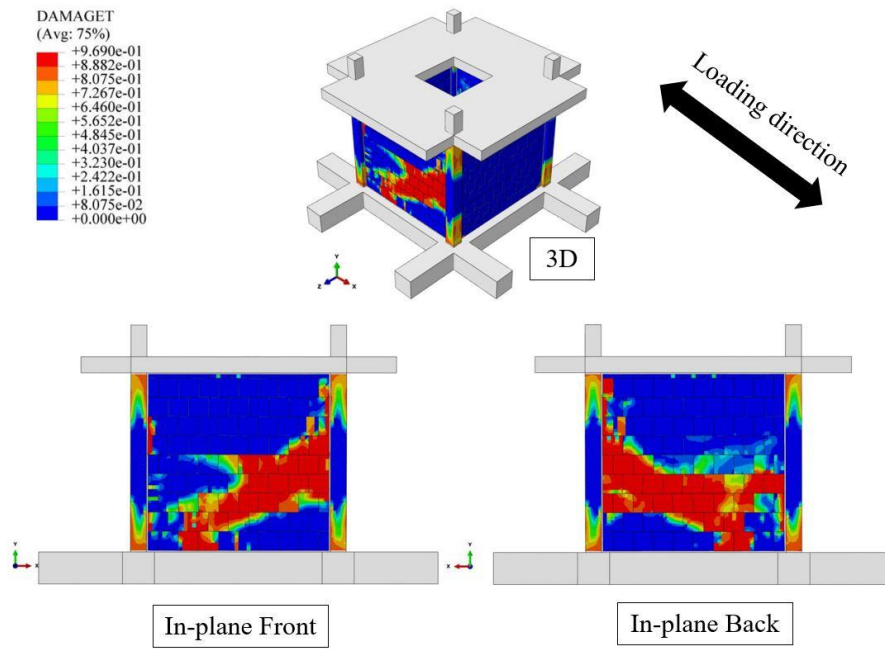 DAMAGET
(Avg: 75%)
+9.690e-01
+8.882e-01
+8.075e-01
+7.267e-01
+6.460e-01
+5.652e-01
+4.845e-01
+4.037e-01
+3.230e-01
+2.422e-01
+1.615e-01
+8.075e-02
+0.000e+00
Loading direction
Y
Z
X
3D
Y
X
Y
X
In-plane Front
In-plane Back